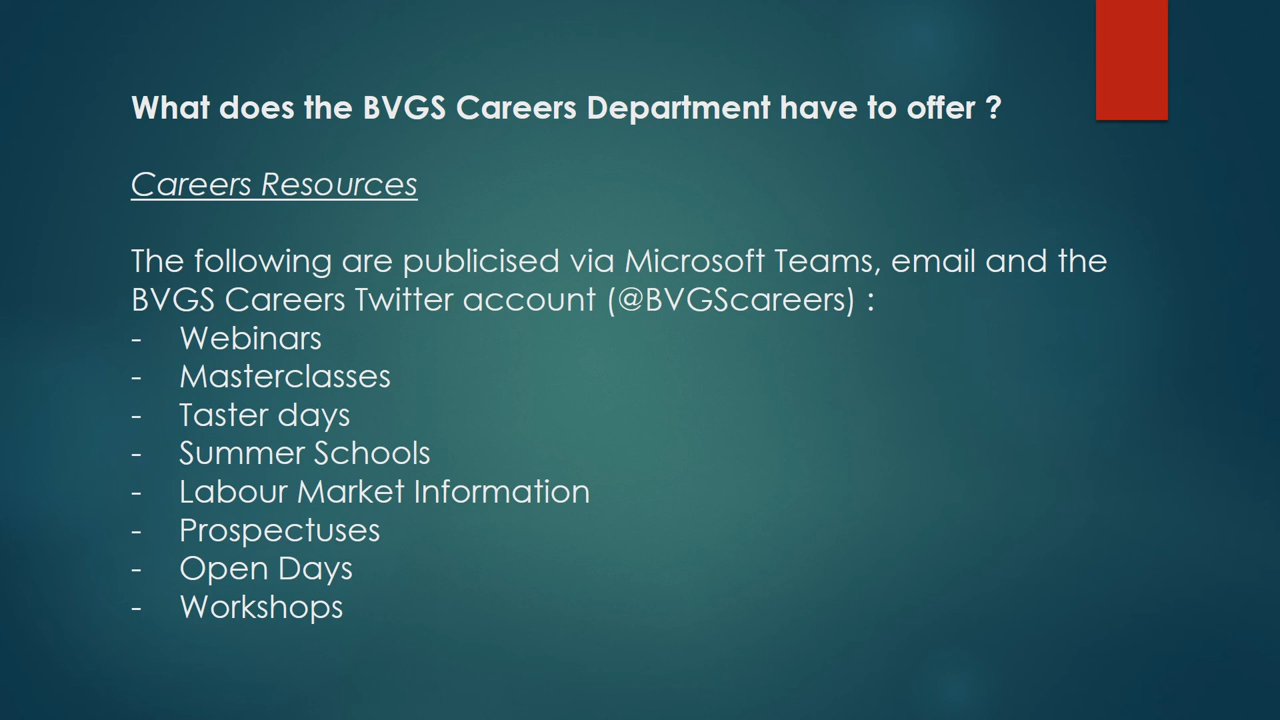 What does the BVGS Careers Department have to offer ?
Careers Resources
The following are publicised via Microsoft Teams, email and the
BVGS Careers Twitter account (@BVGScareers) :
- Webinars
- Masterclasses
- Taster days
- Summer Schools
- Labour Market Information
- Prospectuses
- Open Days
- Workshops